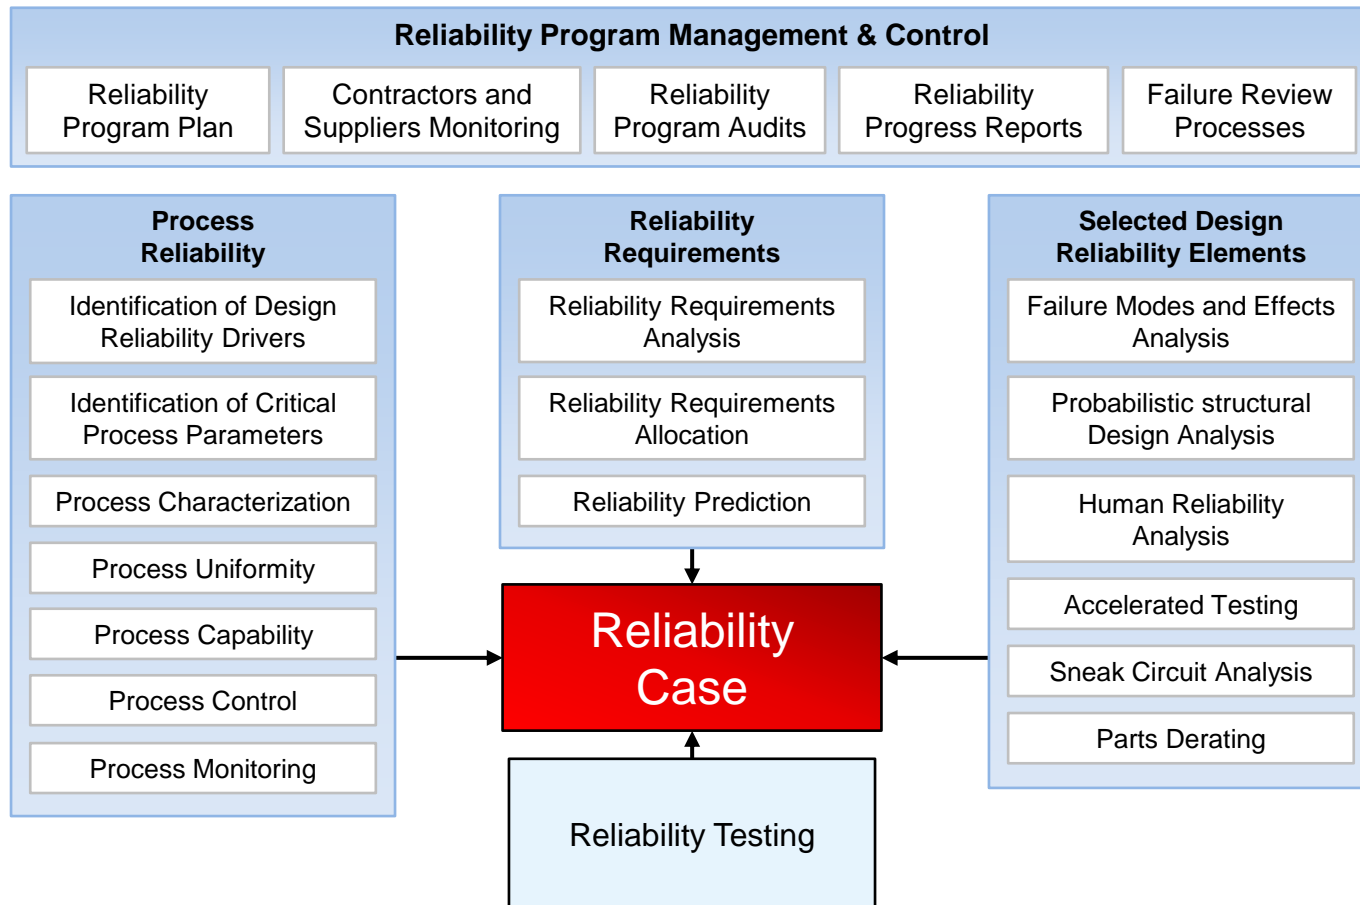 Reliability Program Management & Control
Reliability
Program Plan
Contractors and
Suppliers Monitoring
Reliability
Program Audits
Reliability
Progress Reports
Failure Review
Processes
Process
Reliability
Identification of Design
Reliability Drivers
Identification of Critical
Process Parameters
Process Characterization
Process Uniformity
Process Capability
Process Control
Process Monitoring
Reliability
Requirements
Reliability Requirements
Analysis
Reliability Requirements
Allocation
Reliability Prediction
Reliability
Case
Reliability Testing
Selected Design
Reliability Elements
Failure Modes and Effects
Analysis
Probabilistic structural
Design Analysis
Human Reliability
Analysis
Accelerated Testing
Sneak Circuit Analysis
Parts Derating